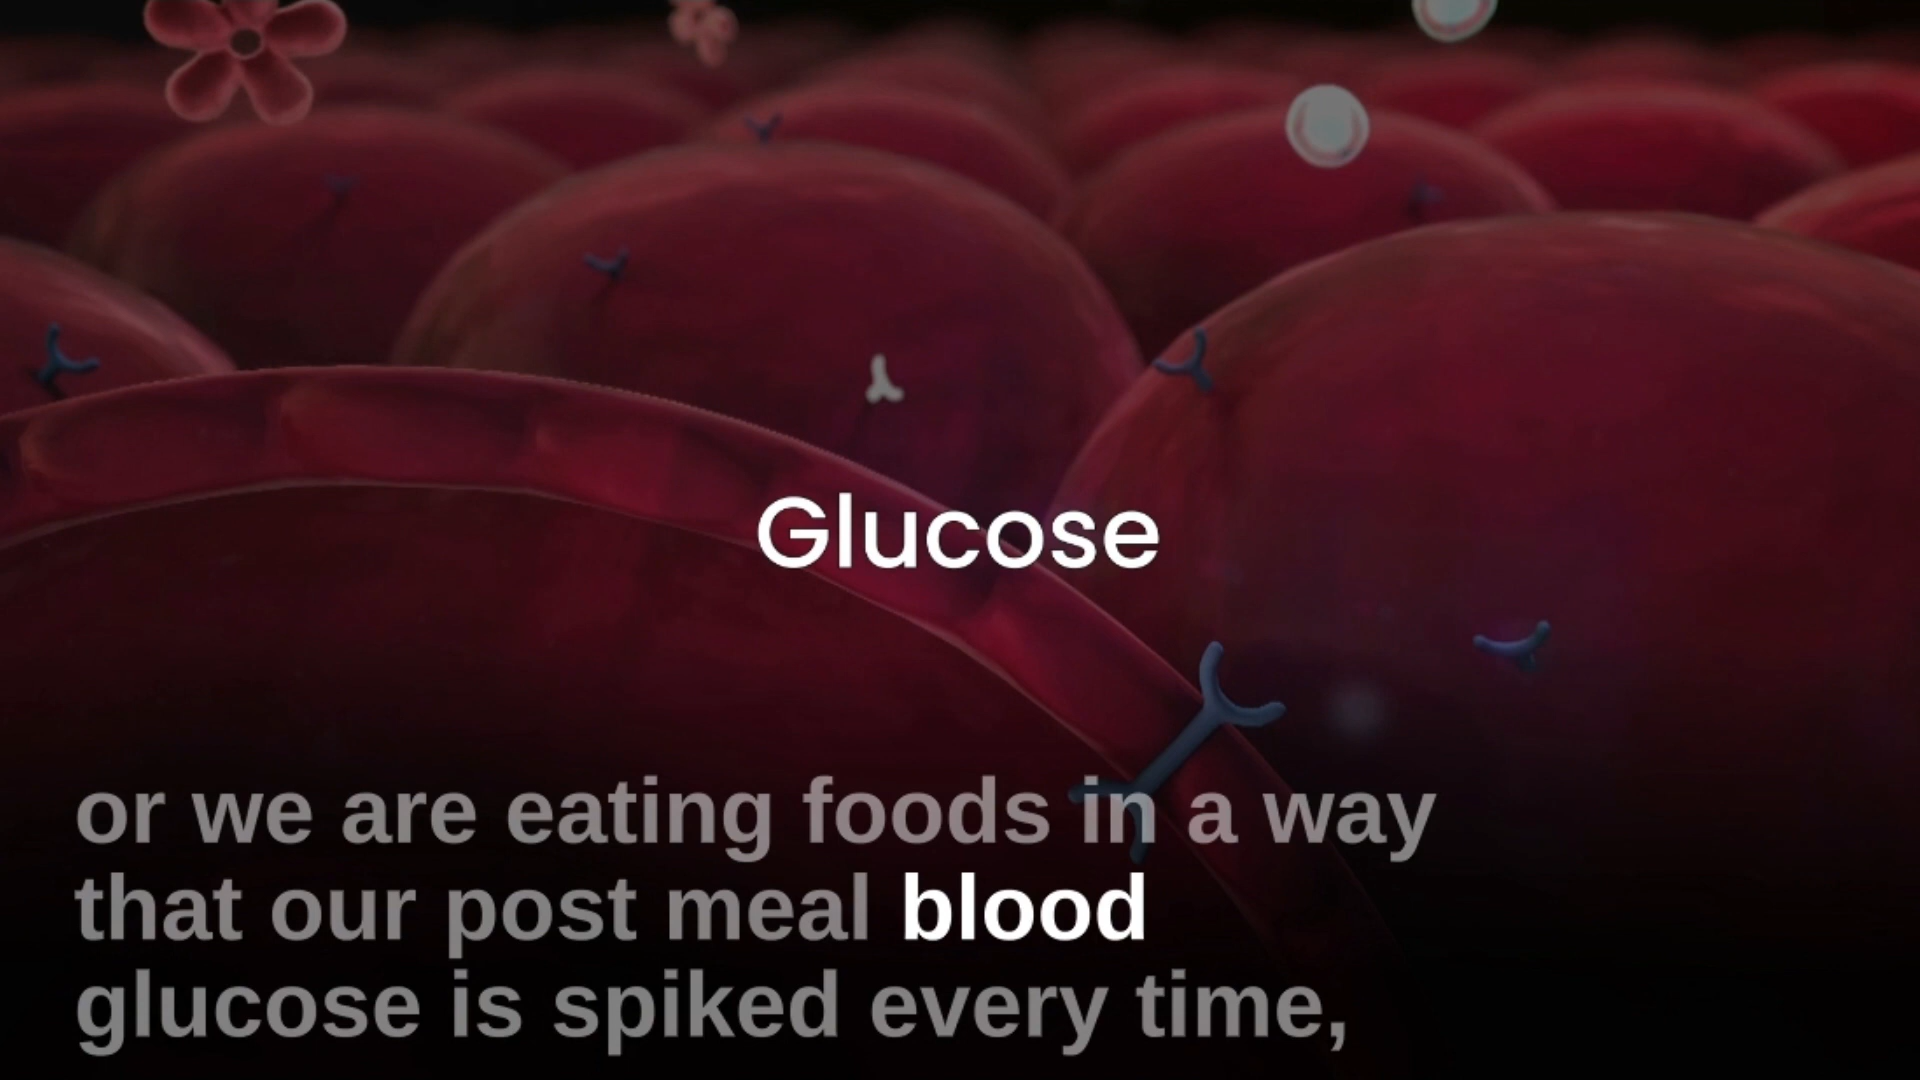 Glucose
or we are eating foods in a way
that our post meal blood
glucose is spiked every time,